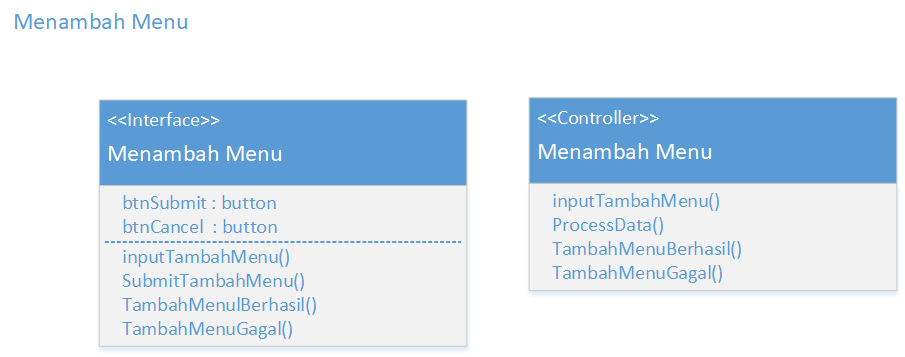 Menambah Menu
<<Interface>>
Menambah Menu
btnSubmit : button
btnCancel : button
inputTambahMenu()
SubmitTambahMenu()
TambahMenulBerhasil()
TambahMenuGagal()
<<Controller>>
Menambah Menu
inputTambahMenu()
ProcessData()
TambahMenuBerhasil()
TambahMenuGagal()